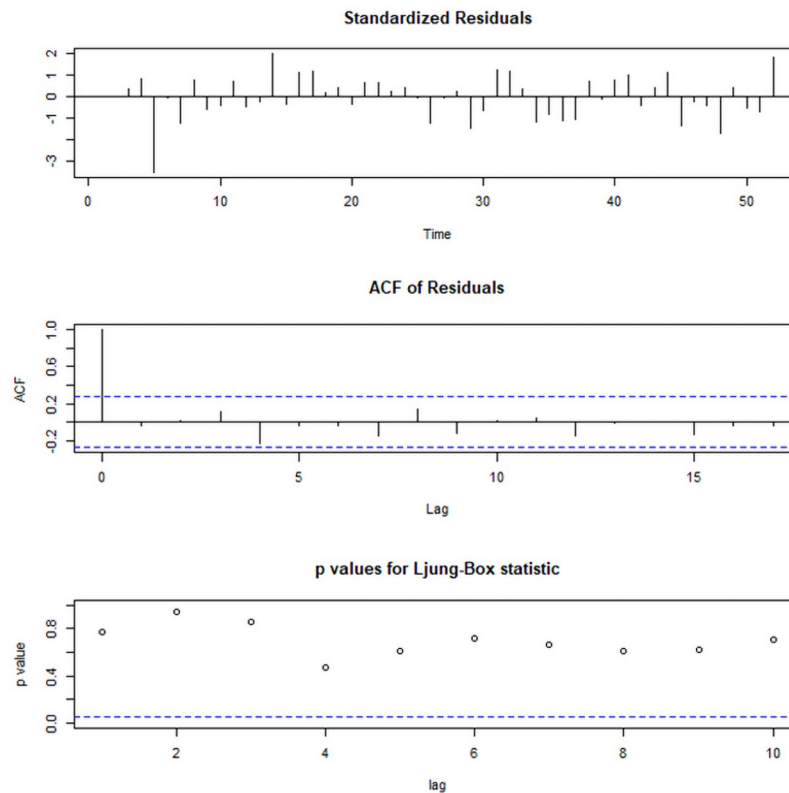 Standardized Residuals
2
1
0
-1
-3
0 10 20 30 40 50
Time
ACF of Residuals
1.0
0.6
0.2
-0.2
ACF
0 5 10 15
Lag
p values for Ljung-Box statistic
0.8
0.4
0.0
p value
2 4 6 8 10
lag